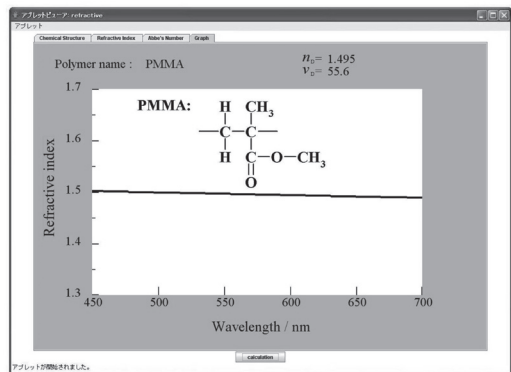 アプレットビューア: refractive
アプレット
Chemical Structure Refractive Index Abbe's Number Graph
Polymer name : PMMA
n_D= 1.495
ν_D= 55.6
PMMA:
H CH₃
C C
H C-O-CH₃
O
Refractive index
1.7
1.6
1.5
1.4
1.3
450 500 550 600 650 700
Wavelength / nm
calculation
アプレットが開始されました。